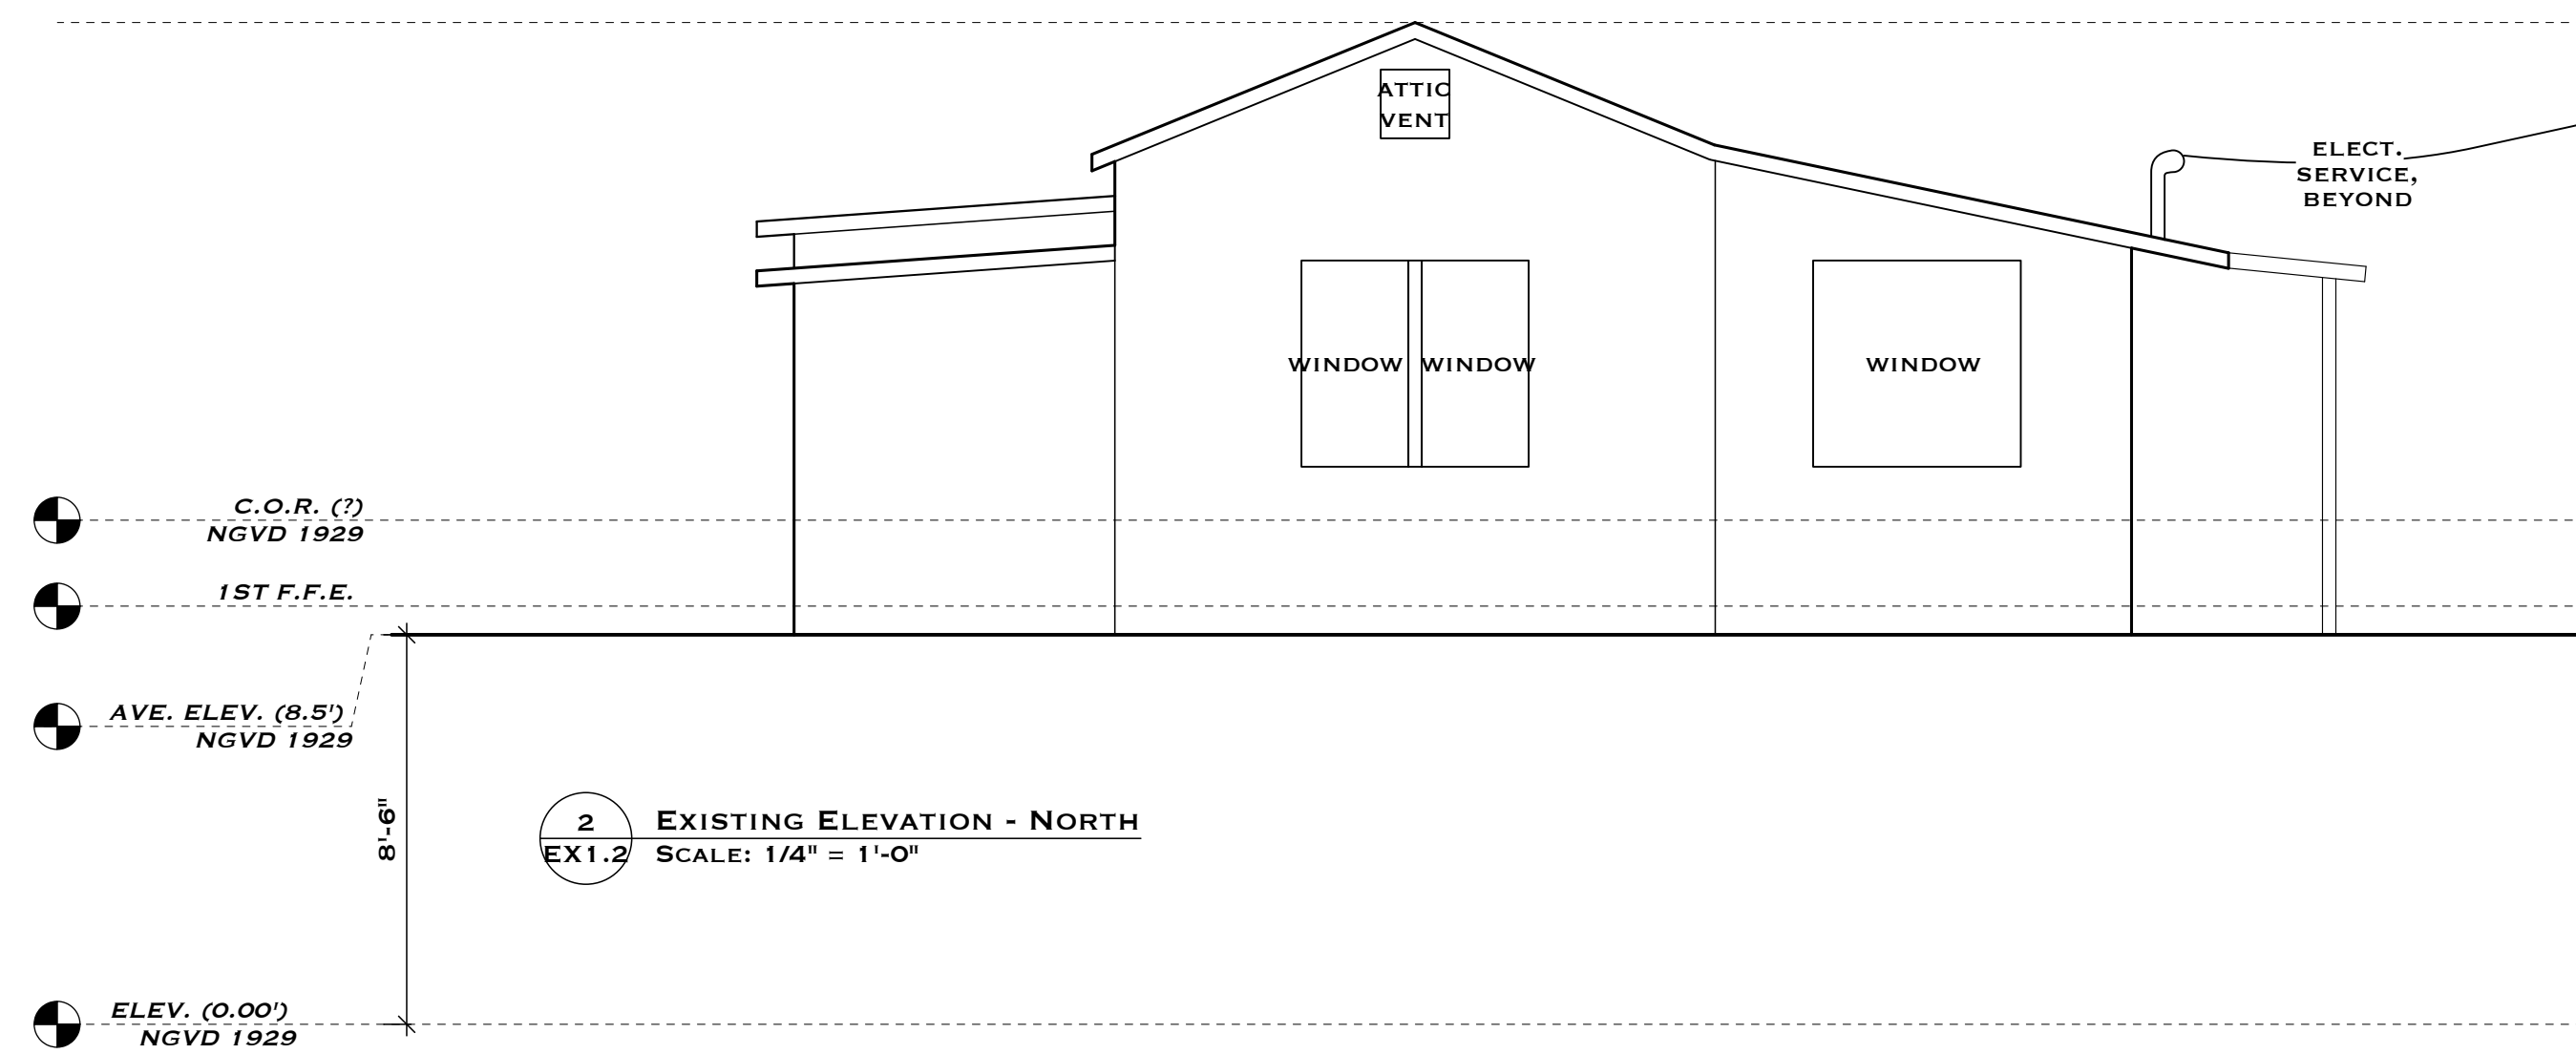 ATTIC
VENT
ELECT.
SERVICE,
BEYOND
WINDOW WINDOW WINDOW
C.O.R. (?)
NGVD 1929
1ST F.F.E.
AVE. ELEV. (8.5')
NGVD 1929
8'-6"
2
EX1.2
EXISTING ELEVATION - NORTH
SCALE: 1/4" = 1'-0"
ELEV. (0.00')
NGVD 1929